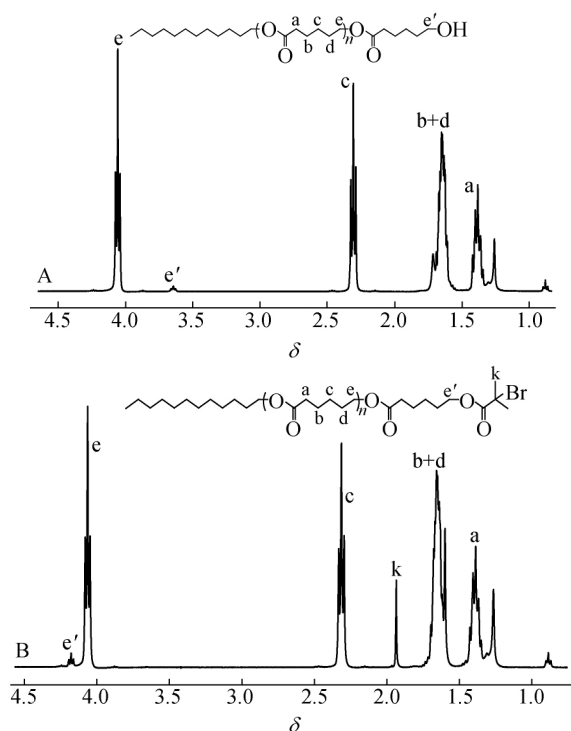 e
a c e
O O
b d n
O O
e′
OH
c
b+d
a
A
e′
4.5 4.0 3.5 3.0 2.5 2.0 1.5 1.0
δ
k
Br
a c e e′
O O O
b d n
O O O
e
c
b+d
a
k
B
e′
4.5 4.0 3.5 3.0 2.5 2.0 1.5 1.0
δ